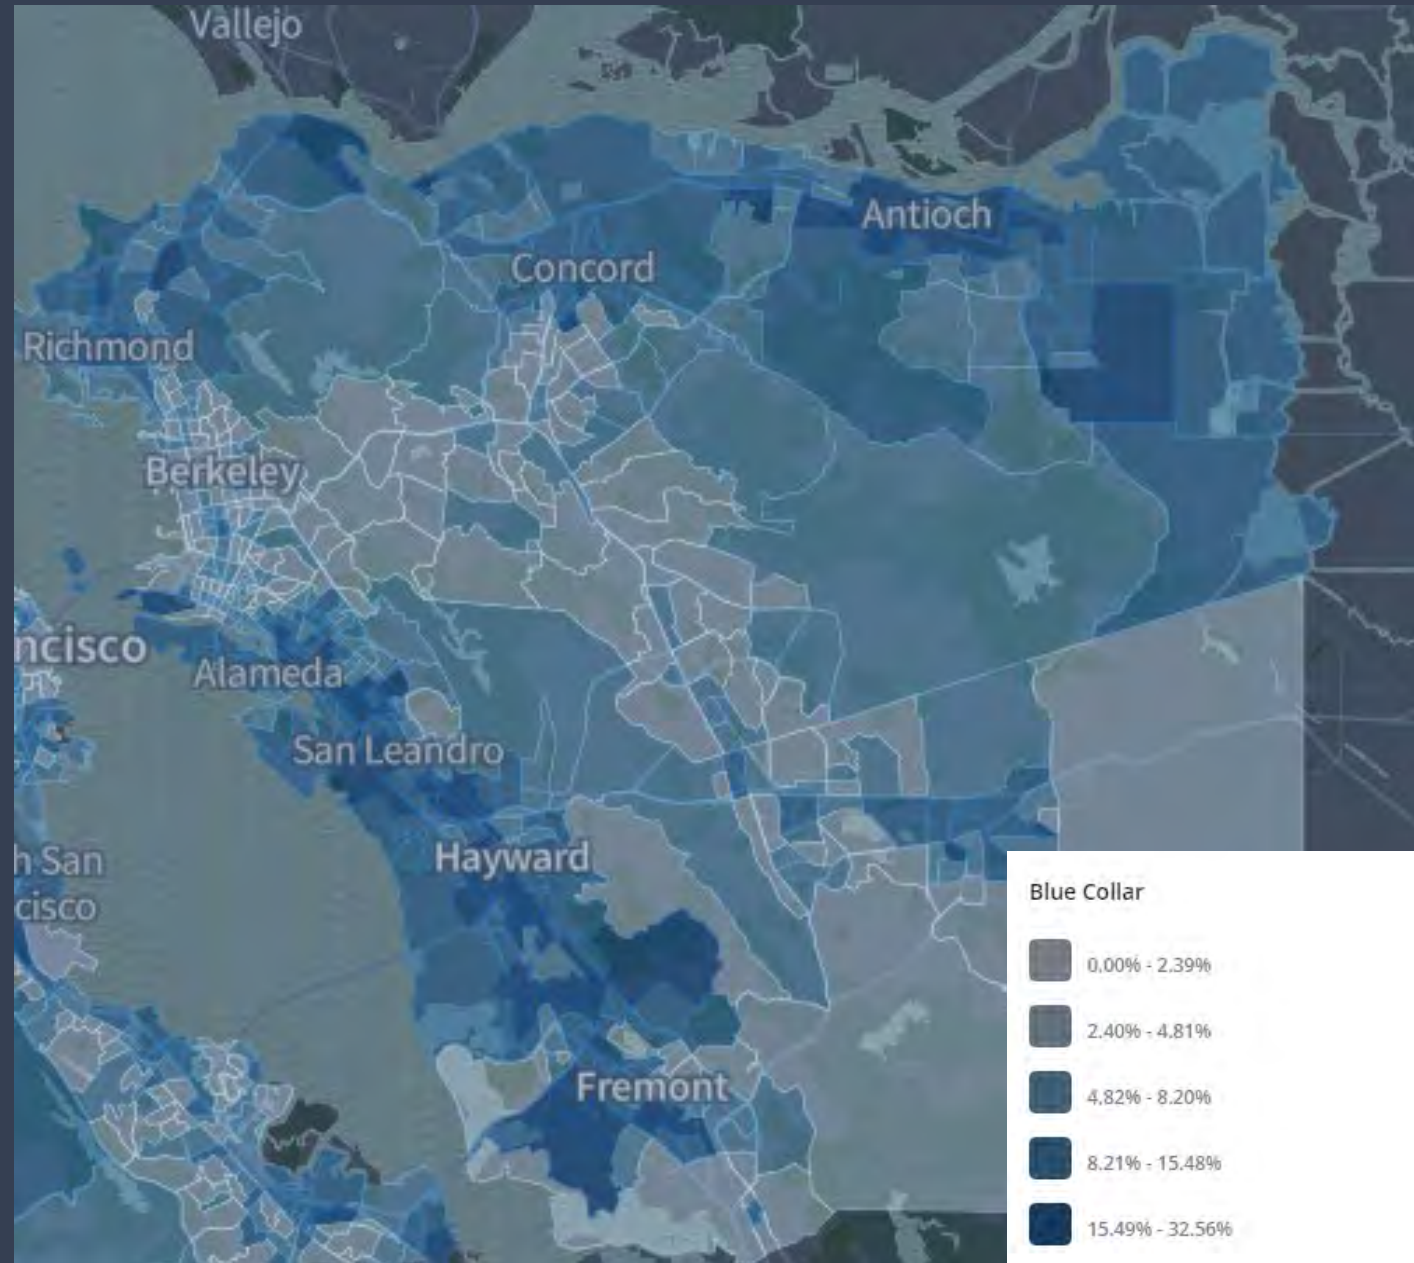 Vallejo
Antioch
Concord
Richmond
Berkeley
ncisco
Alameda
San Leandro
Hayward
h San
cisco
Fremont
Blue Collar
0.00% - 2.39%
2.40% - 4.81%
4.82% - 8.20%
8.21% - 15.48%
15.49% - 32.56%